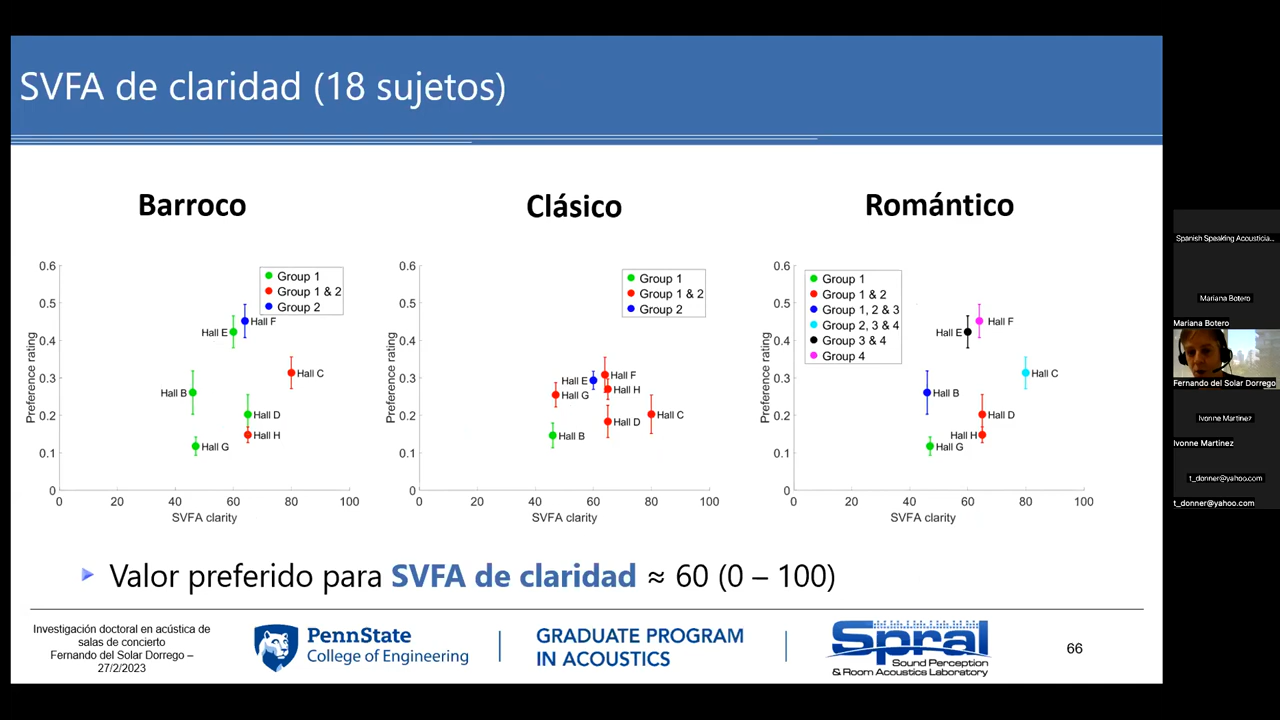 SVFA de claridad (18 sujetos)
Barroco
Clásico
Romántico
0.6
0.5
0.4
0.3
0.2
0.1
0
0
20
40
60
80
100
Preference rating
SVFA clarity
Group 1
Group 1 & 2
Group 2
Hall F
Hall E
Hall C
Hall B
Hall D
Hall H
Hall G
0.6
0.5
0.4
0.3
0.2
0.1
0
0
20
40
60
80
100
Preference rating
SVFA clarity
Group 1
Group 1 & 2
Group 2
Hall F
Hall E
Hall H
Hall G
Hall C
Hall D
Hall B
0.6
0.5
0.4
0.3
0.2
0.1
0
0
20
40
60
80
100
Preference rating
SVFA clarity
Group 1
Group 1 & 2
Group 1, 2 & 3
Group 2, 3 & 4
Group 3 & 4
Group 4
Hall F
Hall E
Hall C
Hall B
Hall D
Hall H
Hall G
Valor preferido para SVFA de claridad ≈ 60 (0 – 100)
Investigación doctoral en acústica de
salas de concierto
Fernando del Solar Dorrego –
27/2/2023
PennState
College of Engineering
GRADUATE PROGRAM
IN ACOUSTICS
Spral
Sound Perception
& Room Acoustics Laboratory
66
Spanish Speaking Acousticia...
Mariana Botero
Mariana Botero
Fernando del Solar Dorrego
Ivonne Martinez
Ivonne Martinez
t_donner@yahoo.com
t_donner@yahoo.com